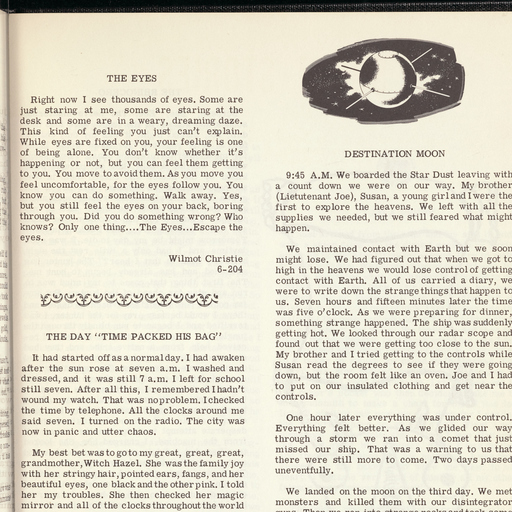 THE EYES
Right now I see thousands of eyes. Some are
just staring at me, some are staring at the
desk and some are in a weary, dreaming daze.
This kind of feeling you just can't explain.
While eyes are fixed on you, your feeling is one
of being alone. You don't know whether it's
happening or not, but you can feel them getting
to you. You move to avoid them. As you move you
feel uncomfortable, for the eyes follow you. You
know you can do something. Walk away. Yes,
but you still feel the eyes on your back, boring
through you. Did you do something wrong? Who
knows? Only one thing....The Eyes...Escape the
eyes.
Wilmot Christie
6-204
THE DAY "TIME PACKED HIS BAG"
It had started off as a normal day. I had awaken
after the sun rose at seven a.m. I washed and
dressed, and it was still 7 a.m. I left for school
still seven. After all this, I remembered I hadn't
wound my watch. That was no problem. I checked
the time by telephone. All the clocks around me
said seven. I turned on the radio. The city was
now in panic and utter chaos.
My best bet was to go to my great, great, great,
grandmother, Witch Hazel. She was the family joy
with her stringy hair, pointed ears, fangs, and her
beautiful eyes, one black and the other pink. I told
her my troubles. She then checked her magic
mirror and all of the clocks throughout the world
DESTINATION MOON
9:45 A.M. We boarded the Star Dust leaving with
a count down we were on our way. My brother
(Lietutenant Joe), Susan, a young girl and I were the
first to explore the heavens. We left with all the
supplies we needed, but we still feared what might
happen.
We maintained contact with Earth but we soon
might lose. We had figured out that when we got to
high in the heavens we would lose control of getting
contact with Earth. All of us carried a diary, we
were to write down the strange things that happen to
us. Seven hours and fifteen minutes later the time
was five o'clock. As we were preparing for dinner,
something strange happened. The ship was suddenly
getting hot. We looked through our radar scope and
found out that we were getting too close to the sun.
My brother and I tried getting to the controls while
Susan read the degrees to see if they were going
down, but the room felt like an oven. Joe and I had
to put on our insulated clothing and get near the
controls.
One hour later everything was under control.
Everything felt better. As we glided our way
through a storm we ran into a comet that just
missed our ship. That was a warning to us that
there were still more to come. Two days passed
uneventfully.
We landed on the moon on the third day. We met
monsters and killed them with our disintegrator